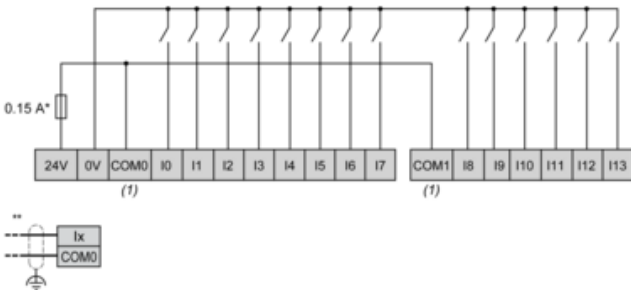 0.15 A*
24V 0V COM0 I0 I1 I2 I3 I4 I5 I6 I7 COM1 I8 I9 I10 I11 I12 I13
(1) (1)
**
Ix
COM0